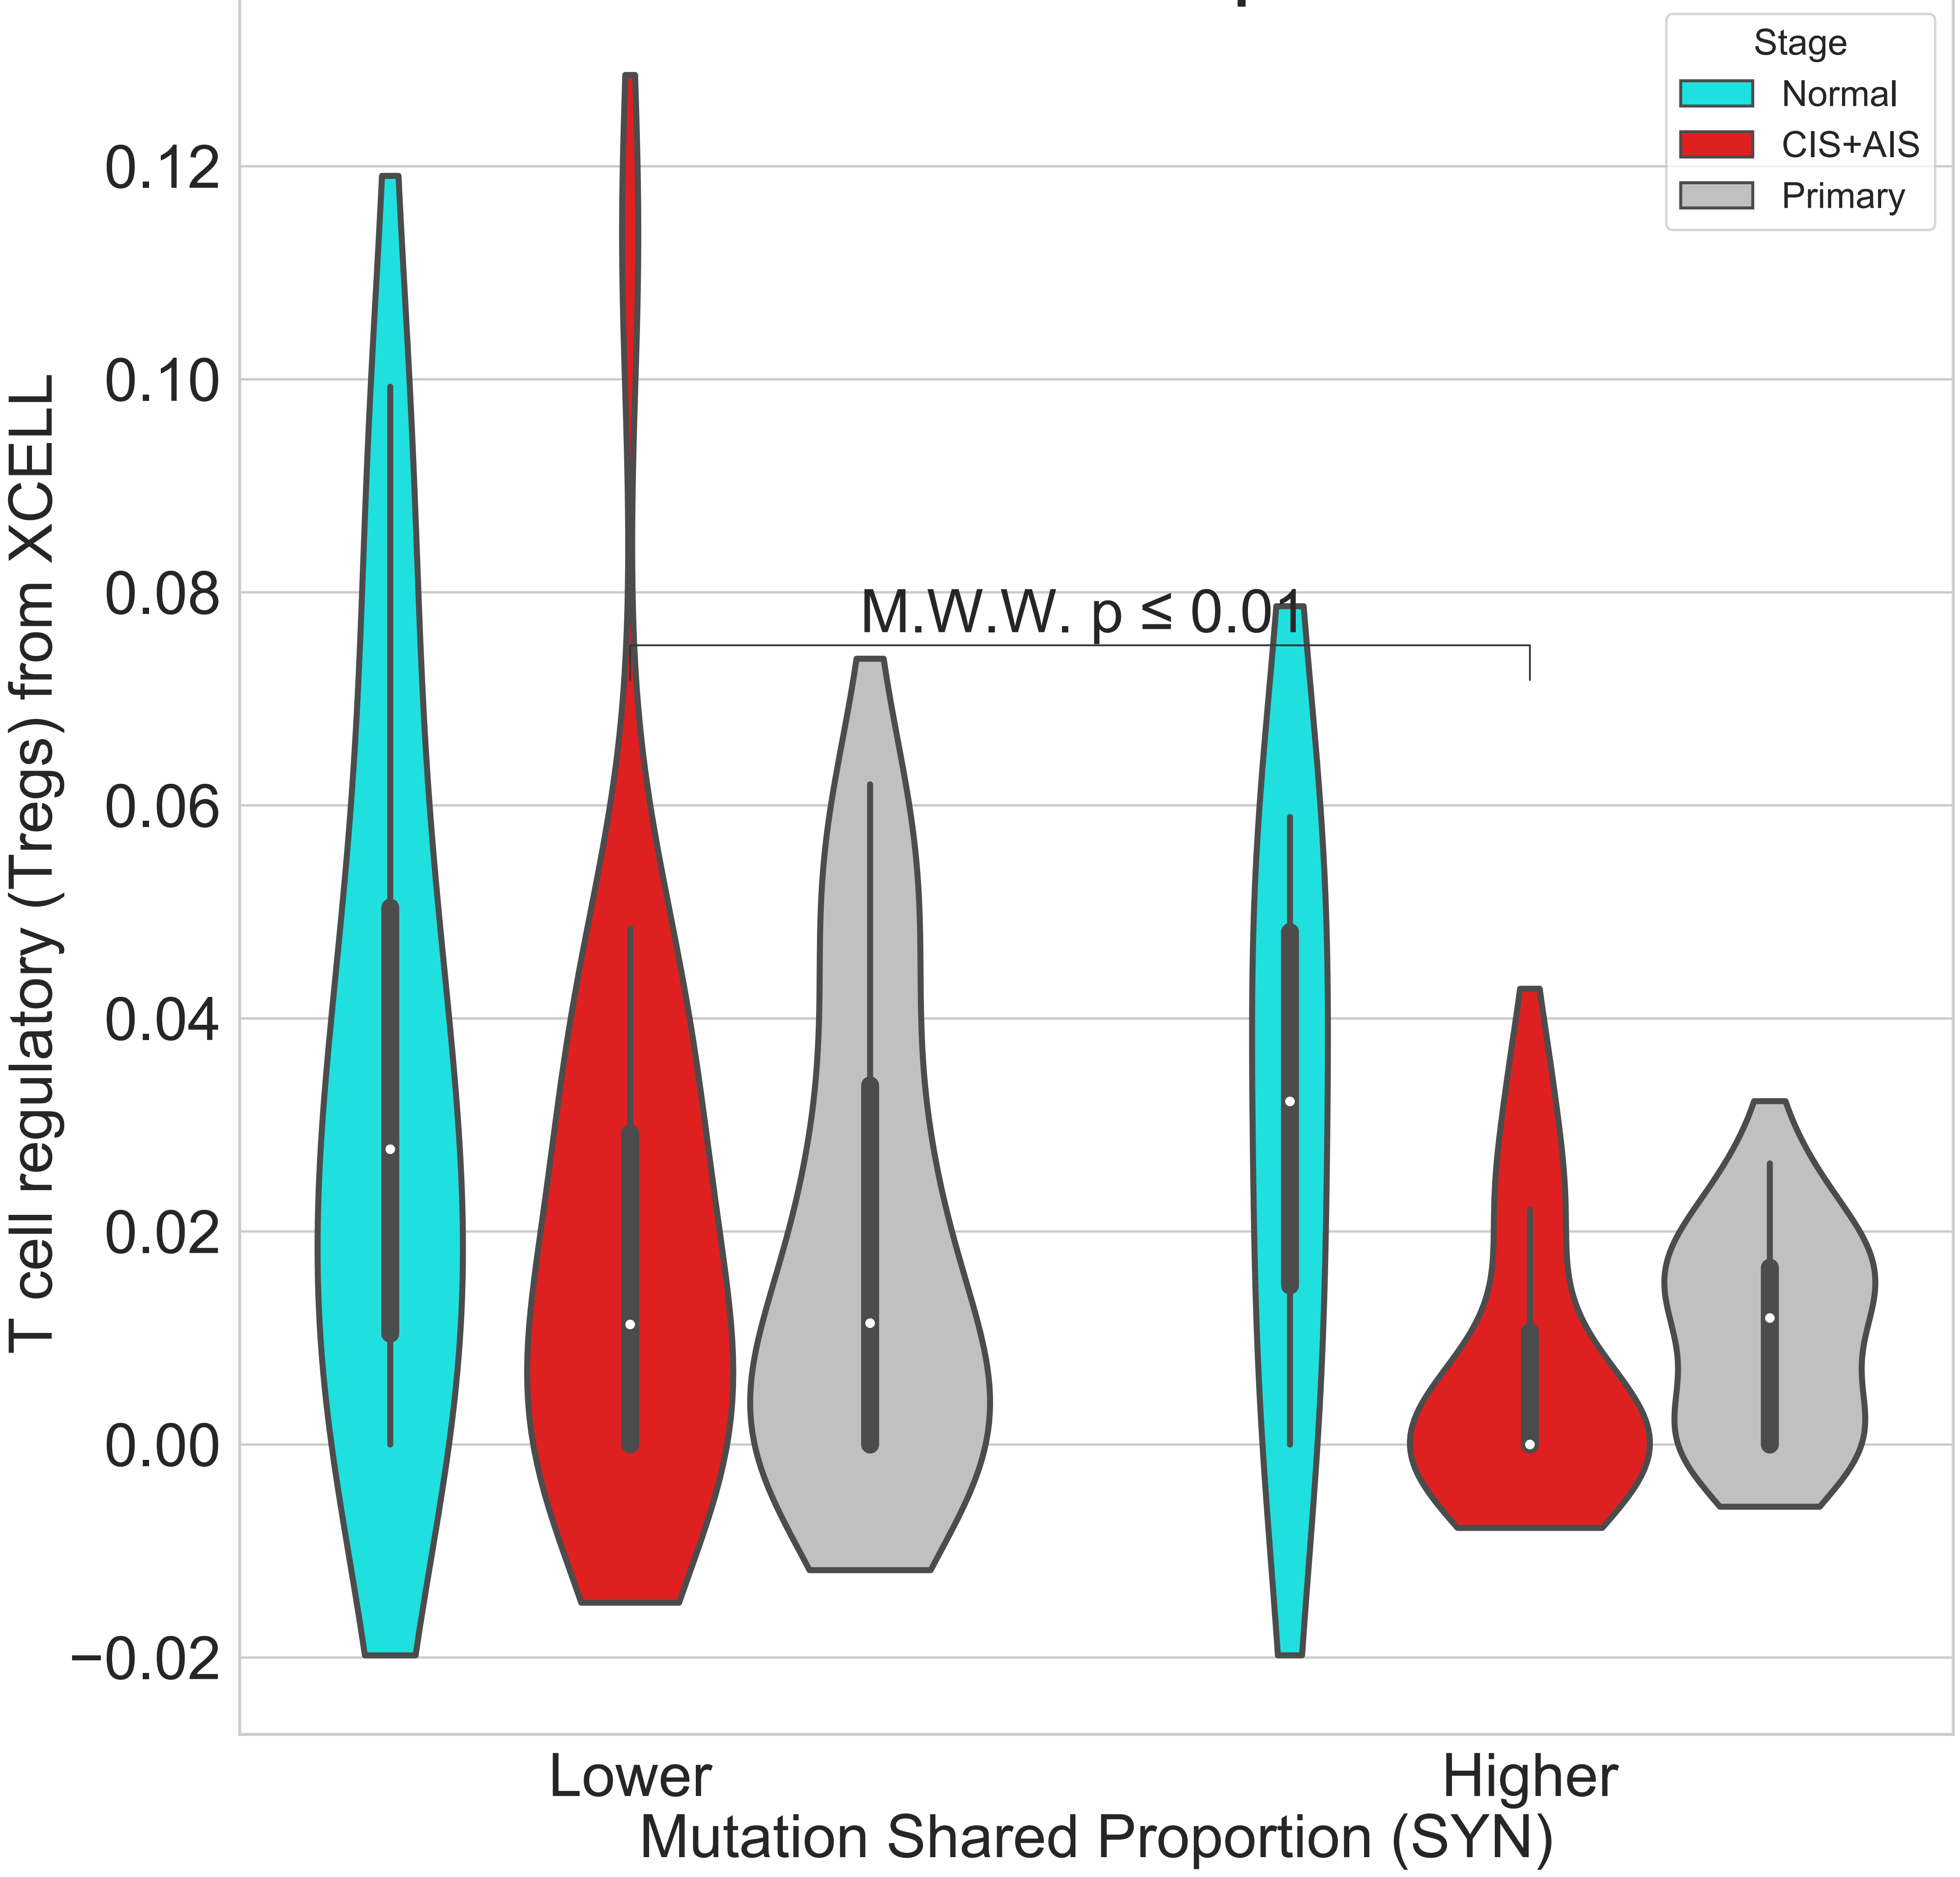 Stage
Normal
CIS+AIS
Primary
0.12
0.10
0.08
0.06
0.04
0.02
0.00
−0.02
T cell regulatory (Tregs) from XCELL
M.W.W. p ≤ 0.01
Lower
Higher
Mutation Shared Proportion (SYN)